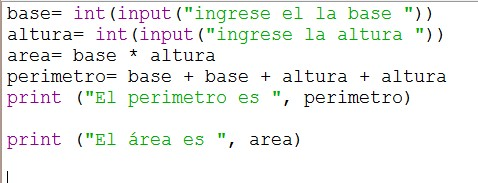 base= int(input("ingrese el la base "))
altura= int(input("ingrese la altura "))
area= base * altura
perimetro= base + base + altura + altura
print ("El perimetro es ", perimetro)
print ("El área es ", area)